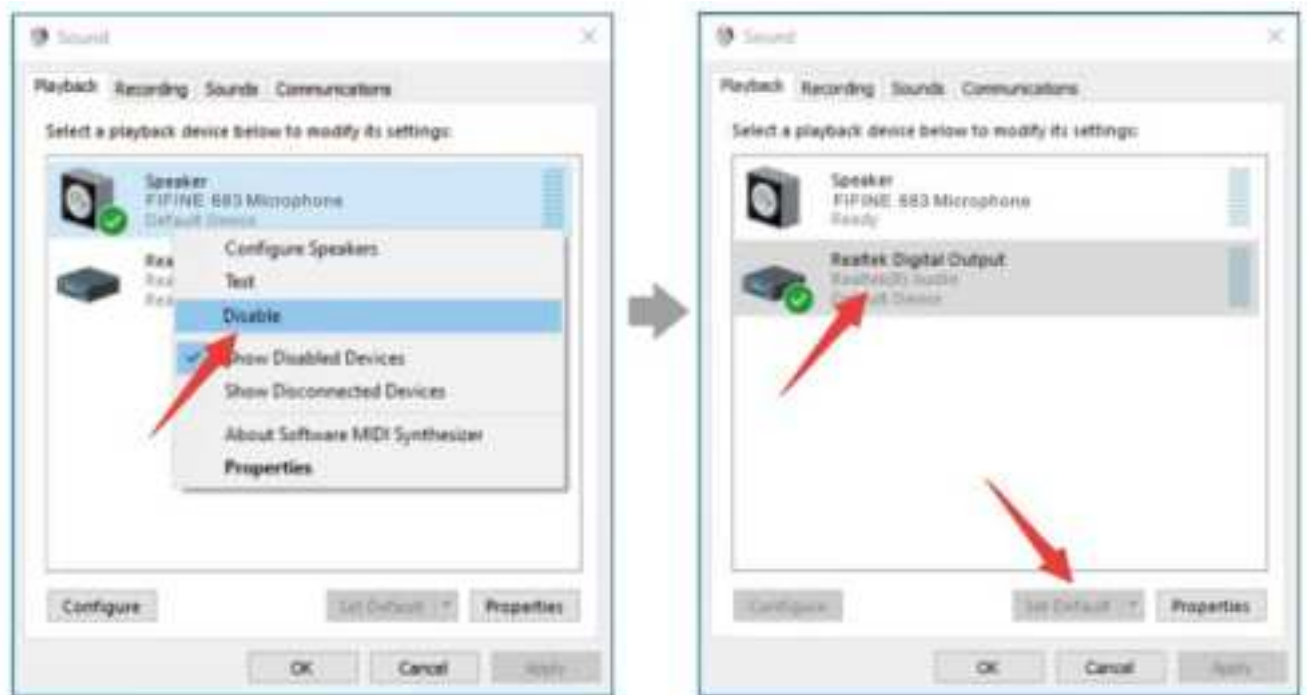 Sound
Playback Recording Sounds Communications
Select a playback device below to modify its settings:
Speaker
FIFINE 683 Microphone
Default Device
Rea
Rea
Rea
Configure Speakers
Test
Disable
Show Disabled Devices
Show Disconnected Devices
About Software MIDI Synthesizer
Properties
Configure
Set Default
Properties
OK
Cancel
Apply
Sound
Playback Recording Sounds Communications
Select a playback device below to modify its settings:
Speaker
FIFINE 683 Microphone
Ready
Realtek Digital Output
Realtek(R) Audio
Default Device
Configure
Set Default
Properties
OK
Cancel
Apply